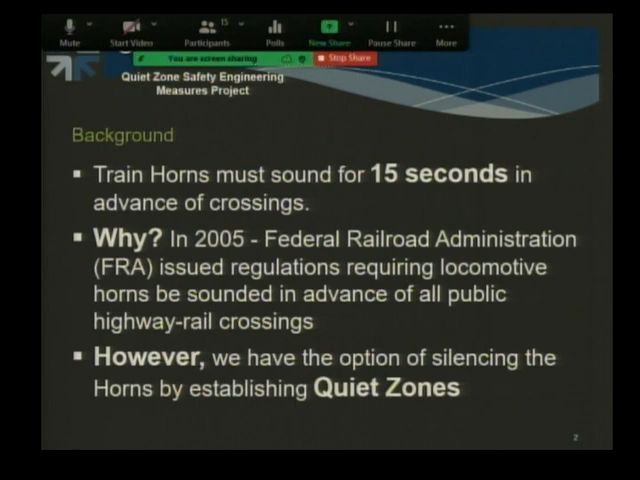 15
Mute
Start Video
Participants
Polls
New Share
Pause Share
More
You are screen sharing
Stop Share
Quiet Zone Safety Engineering
Measures Project
Background
▪ Train Horns must sound for 15 seconds in
advance of crossings.
▪ Why? In 2005 - Federal Railroad Administration
(FRA) issued regulations requiring locomotive
horns be sounded in advance of all public
highway-rail crossings
▪ However, we have the option of silencing the
Horns by establishing Quiet Zones
2